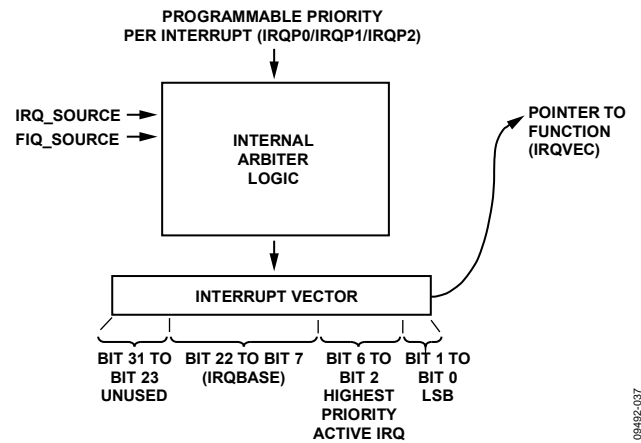 PROGRAMMABLE PRIORITY
PER INTERRUPT (IRQP0/IRQP1/IRQP2)
IRQ_SOURCE
FIQ_SOURCE
INTERNAL
ARBITER
LOGIC
POINTER TO
FUNCTION
(IRQVEC)
INTERRUPT VECTOR
BIT 31 TO
BIT 23
UNUSED
BIT 22 TO BIT 7
(IRQBASE)
BIT 6 TO
BIT 2
HIGHEST
PRIORITY
ACTIVE IRQ
BIT 1 TO
BIT 0
LSB
09492-037